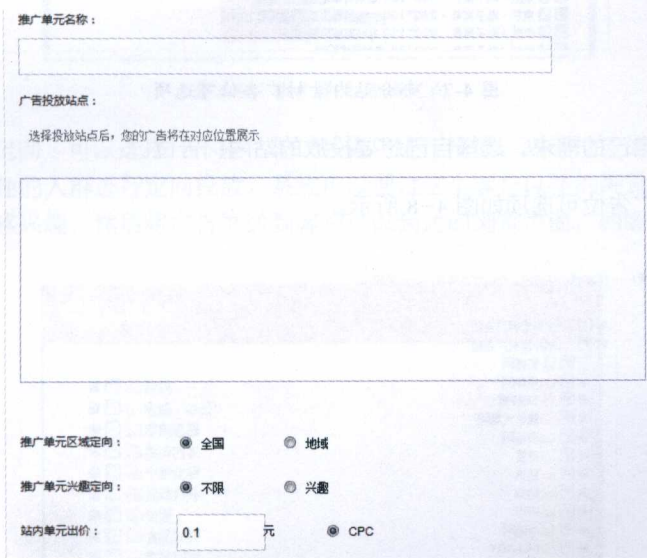 推广单元名称：
广告投放站点：
选择投放站点后，您的广告将在对应位置展示
推广单元区域定向： 全国 地域
推广单元兴趣定向： 不限 兴趣
站内单元出价： 0.1 元 CPC